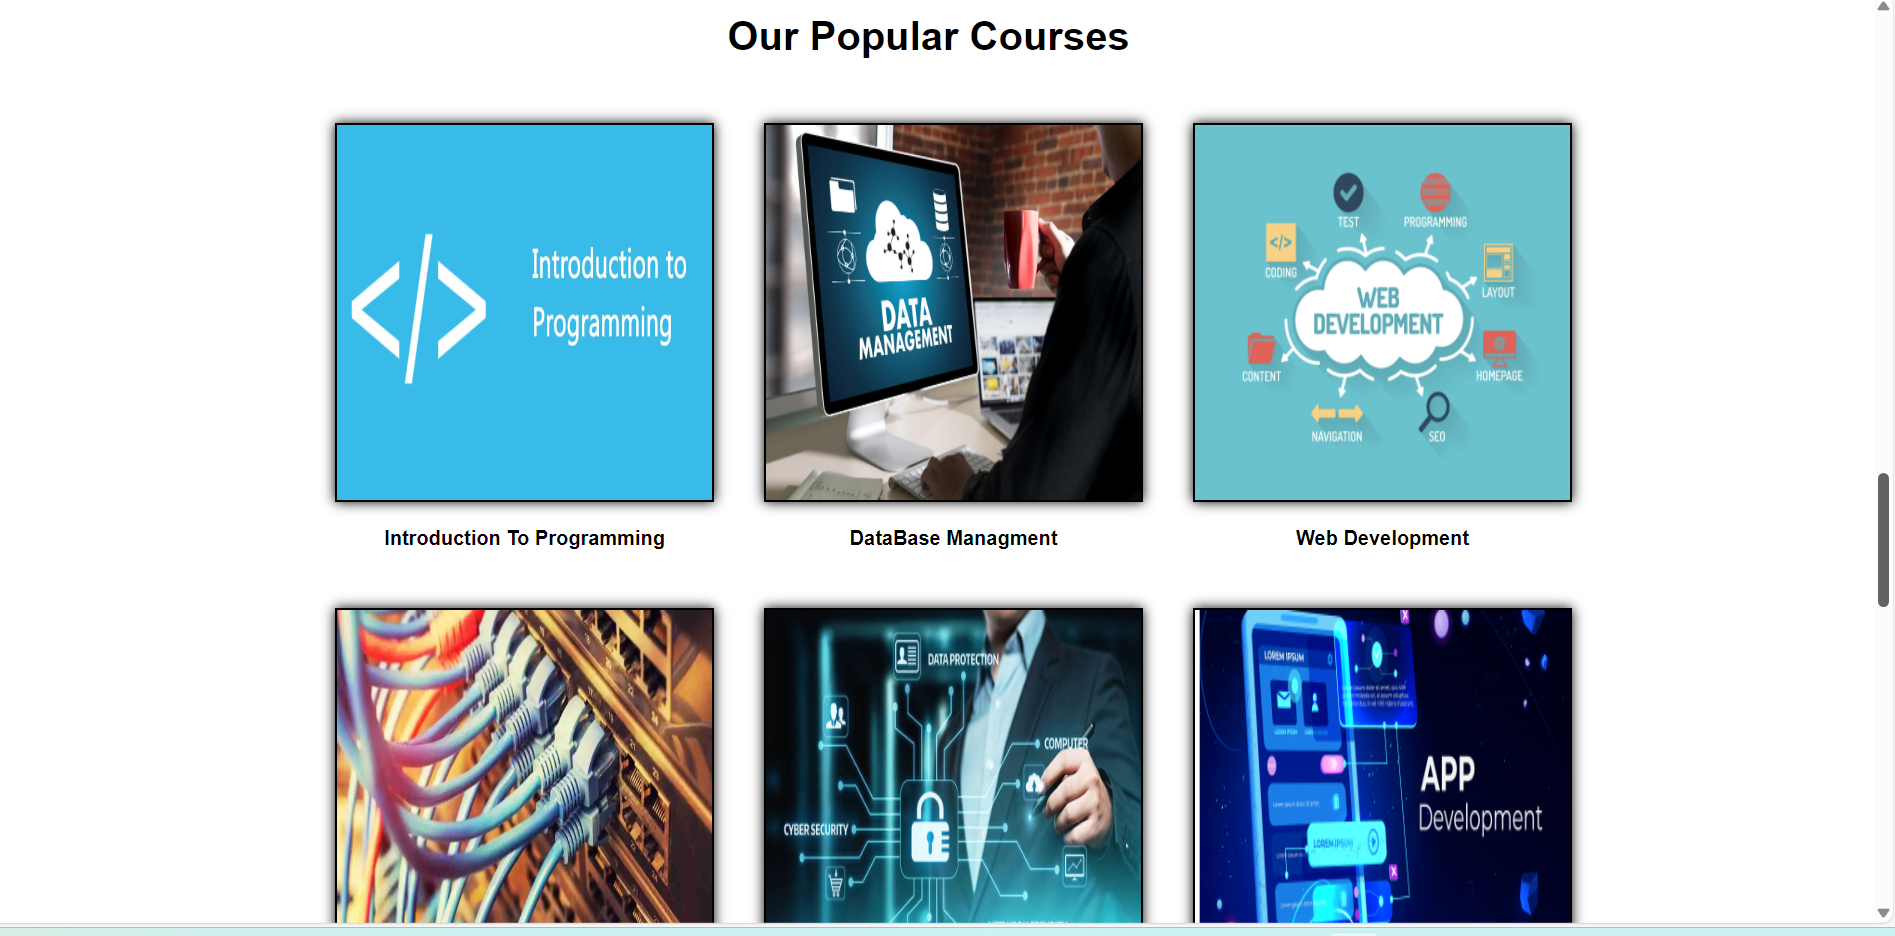 Our Popular Courses
</>
Introduction to
Programming
DATA
MANAGEMENT
TEST
PROGRAMMING
</>
CODING
LAYOUT
WEB
DEVELOPMENT
CONTENT
HOMEPAGE
NAVIGATION
SEO
Introduction To Programming
DataBase Managment
Web Development
DATA PROTECTION
COMPUTER
CYBER SECURITY
LOREM IPSUM
APP
Development
LOREM IPSUM